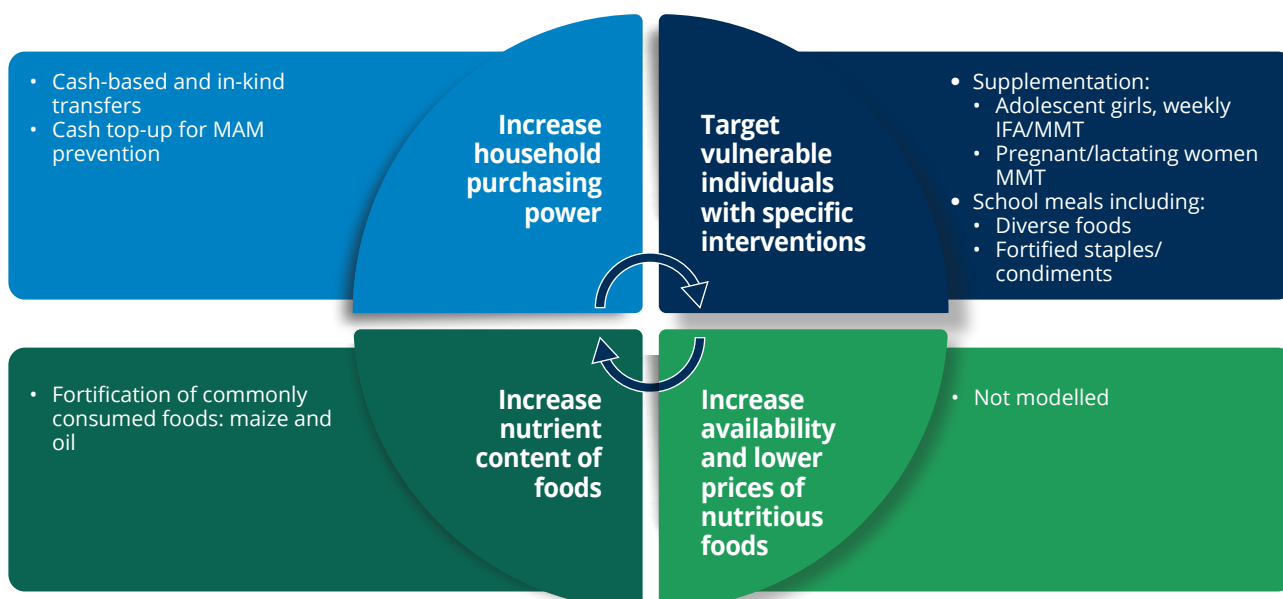 • Cash-based and in-kind
transfers
• Cash top-up for MAM
prevention
Increase
household
purchasing
power
Target
vulnerable
individuals
with specific
interventions
• Supplementation:
• Adolescent girls, weekly
IFA/MMT
• Pregnant/lactating women
MMT
• School meals including:
• Diverse foods
• Fortified staples/
condiments
• Fortification of commonly
consumed foods: maize and
oil
Increase
nutrient
content of
foods
Increase
availability
and lower
prices of
nutritious
foods
• Not modelled